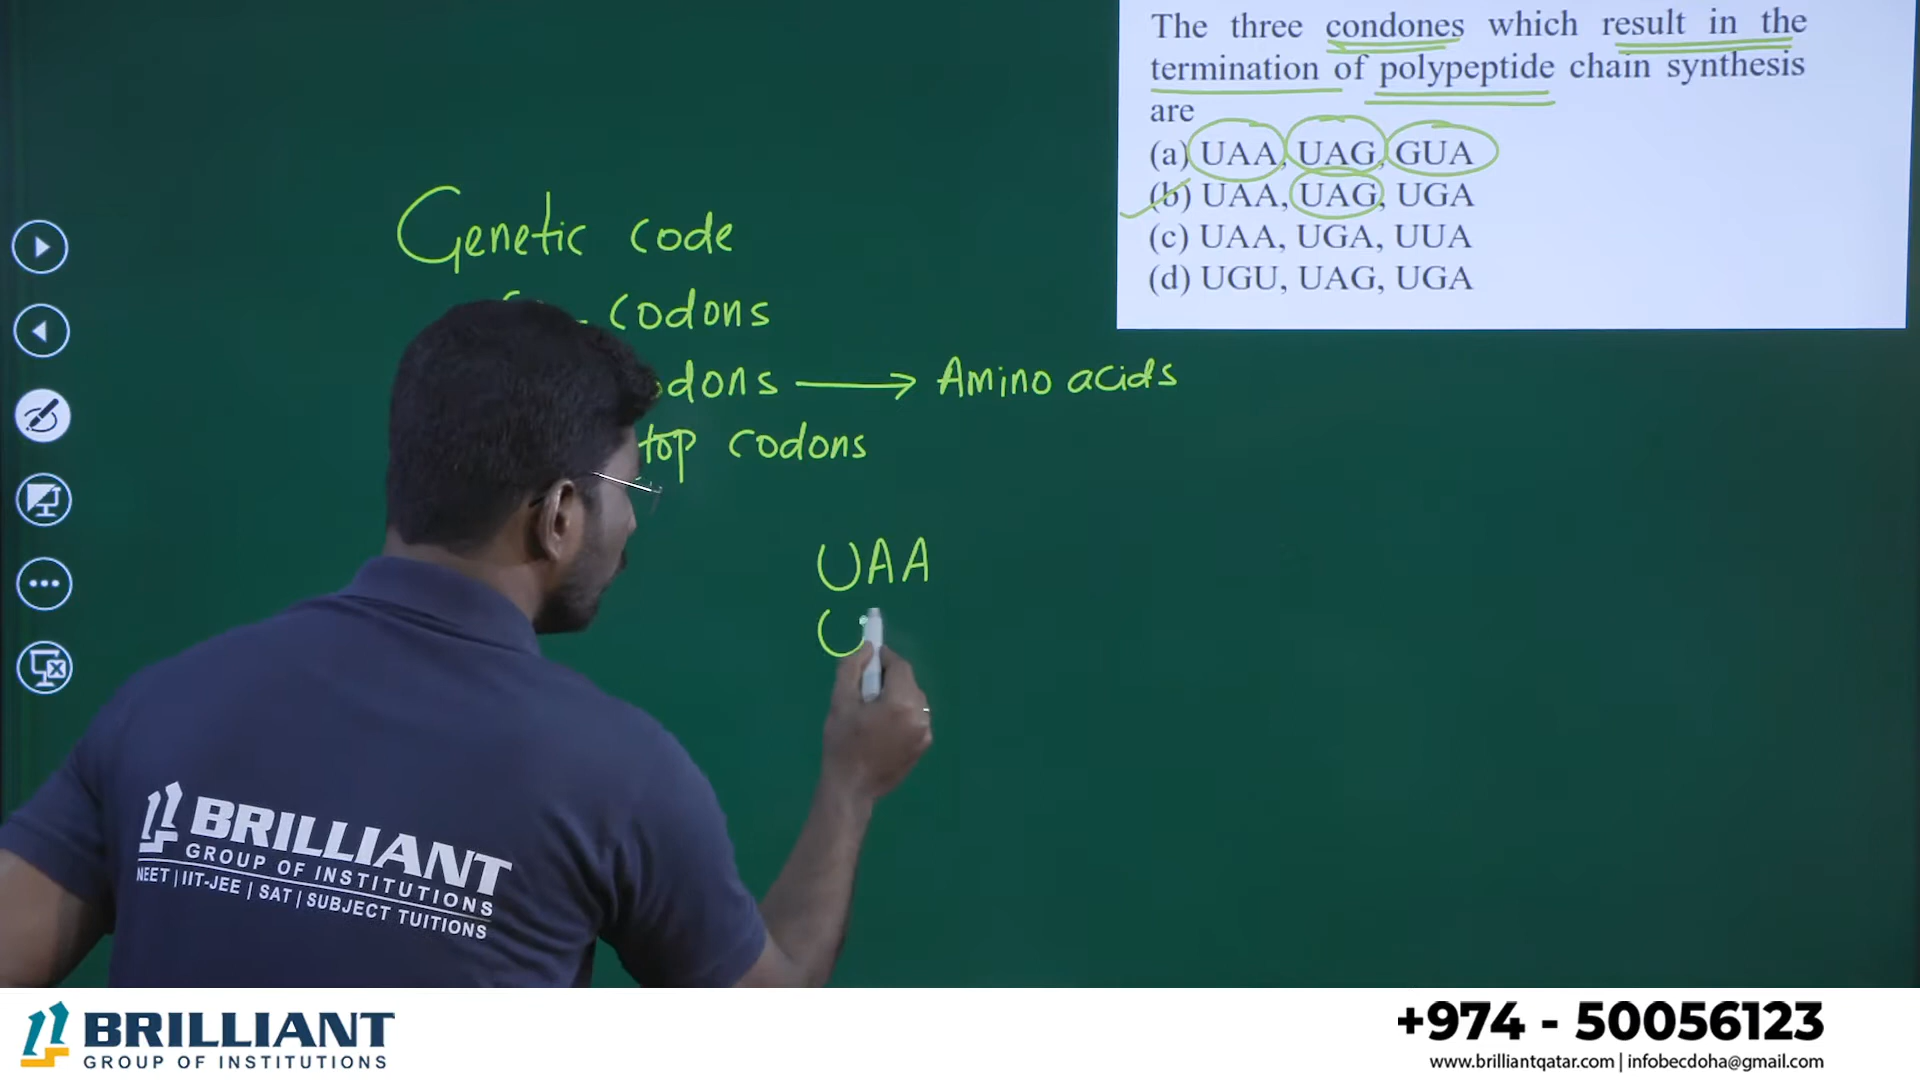 The three condones which result in the
termination of polypeptide chain synthesis
are
(a) UAA, UAG, GUA
(b) UAA, UAG, UGA
(c) UAA, UGA, UUA
(d) UGU, UAG, UGA
Genetic code
codons
odons → Amino acids
top codons
UAA
U
BRILLIANT
GROUP OF INSTITUTIONS
NEET | IIT-JEE | SAT | SUBJECT TUITIONS
BRILLIANT
GROUP OF INSTITUTIONS
+974 - 50056123
www.brilliantqatar.com | infobecdoha@gmail.com